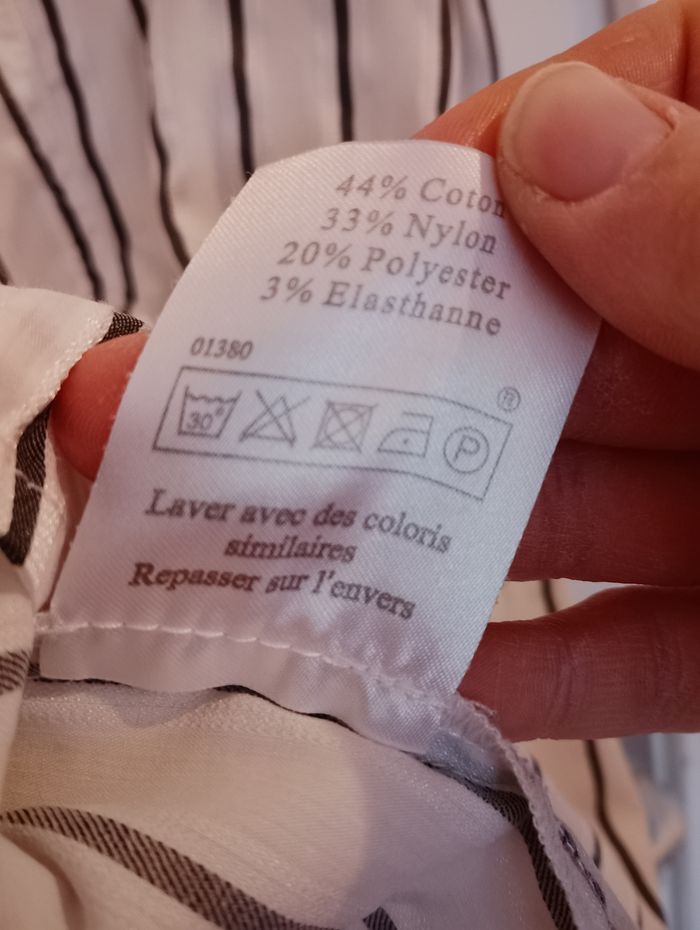 44% Coton
33% Nylon
20% Polyester
3% Elasthanne
01380
®
30° P
Laver avec des coloris
similaires
Repasser sur l'envers